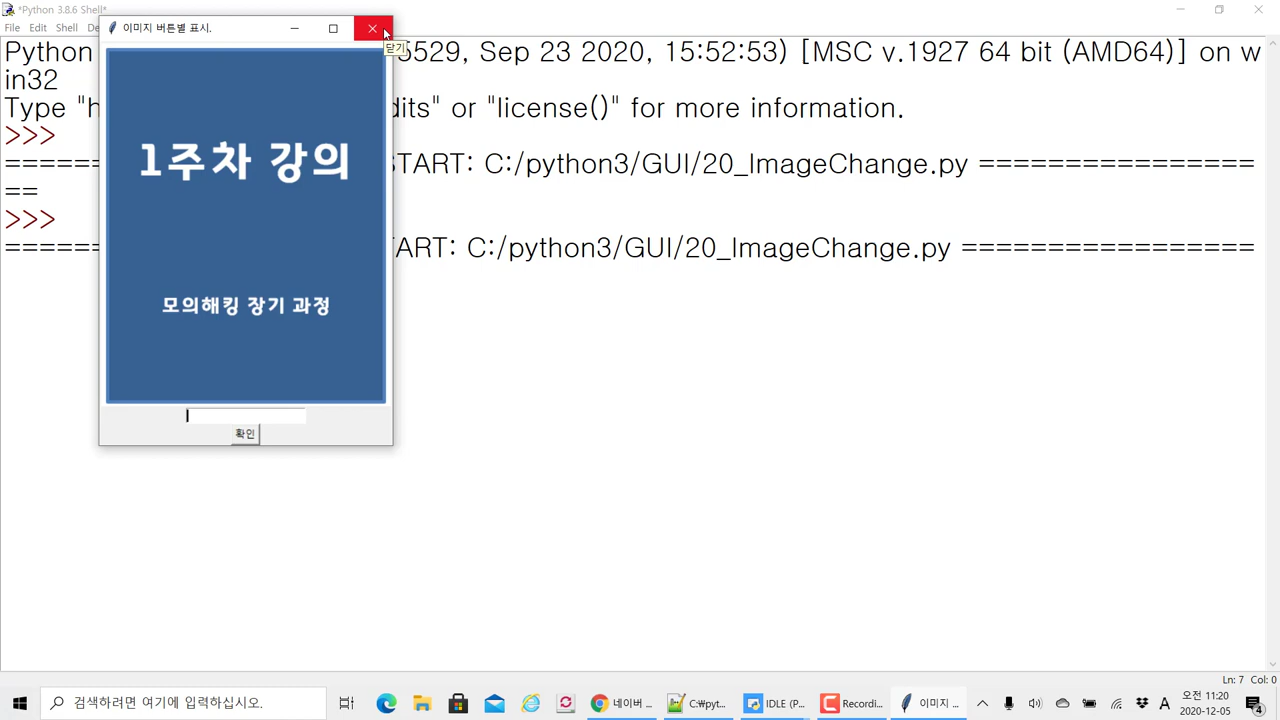 *Python 3.8.6 Shell*
File Edit Shell De
이미지 버튼별 표시.
닫기
Python 5529, Sep 23 2020, 15:52:53) [MSC v.1927 64 bit (AMD64)] on w
in32
Type "h dits" or "license()" for more information.
>>>
======= START: C:/python3/GUI/20_ImageChange.py ================
==
>>>
======= TART: C:/python3/GUI/20_ImageChange.py =================
1주차 강의
모의해킹 장기 과정
확인
Ln: 7 Col: 0
검색하려면 여기에 입력하십시오.
네이버 ...
C:₩pyt...
IDLE (P...
Recordi...
이미지 ...
A
오전 11:20
2020-12-05
4